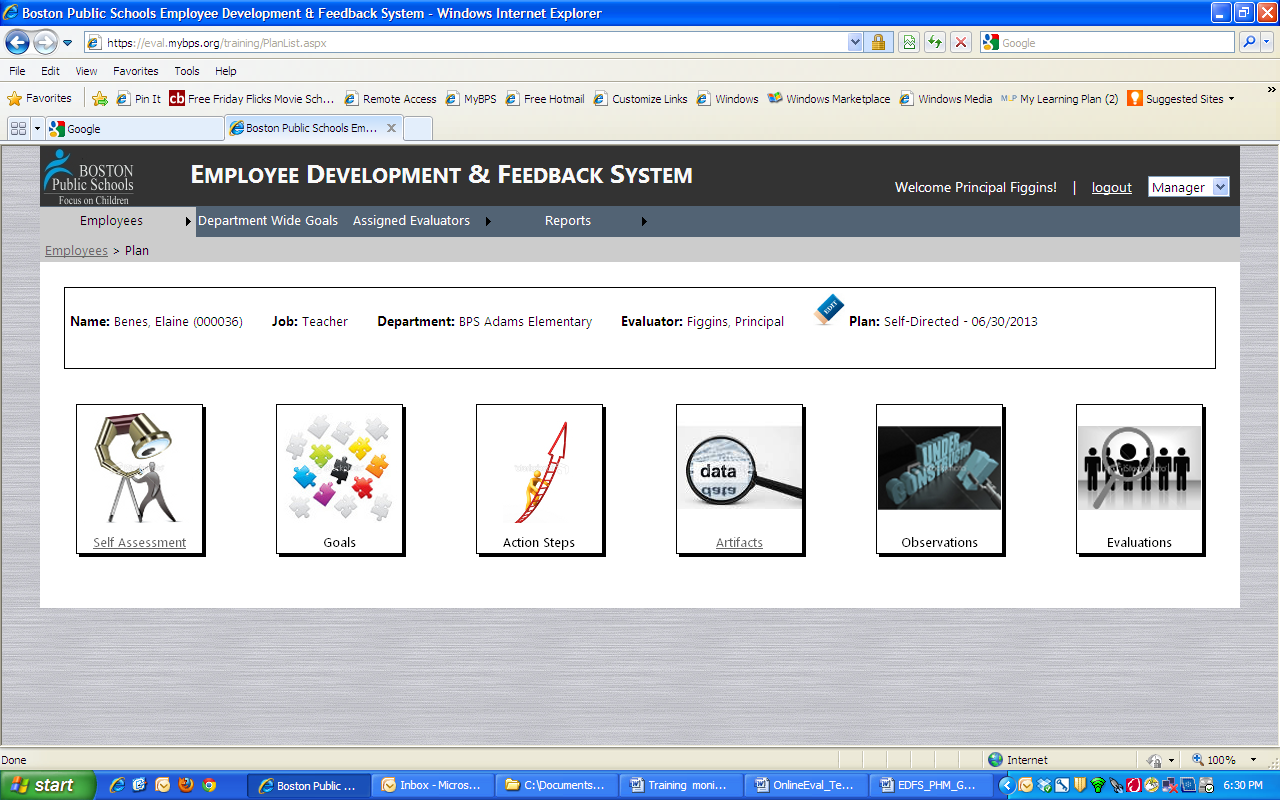 Boston Public Schools Employee Development & Feedback System - Windows Internet Explorer
https://eval.mybps.org/training/PlanList.aspx
Google
File Edit View Favorites Tools Help
Favorites Pin It cb Free Friday Flicks Movie Sch... Remote Access MyBPS Free Hotmail Customize Links Windows Windows Marketplace Windows Media MLP My Learning Plan (2) Suggested Sites
Google Boston Public Schools Em...
BOSTON
Public Schools
Focus on Children
EMPLOYEE DEVELOPMENT & FEEDBACK SYSTEM
Welcome Principal Figgins! | logout Manager
Employees Department Wide Goals Assigned Evaluators Reports
Employees > Plan
Name: Benes, Elaine (000036) Job: Teacher Department: BPS Adams Elementary Evaluator: Figgins, Principal EDIT Plan: Self-Directed - 06/30/2013
data
data
UNDER
CONSTRUCTION
Self Assessment Goals Action Steps Artifacts Observations Evaluations
Done Internet 100%
start Boston Public ... Inbox - Micros... C:\Documents... Training moni... OnlineEval_Te... EDFS_PHM_G... 6:30 PM